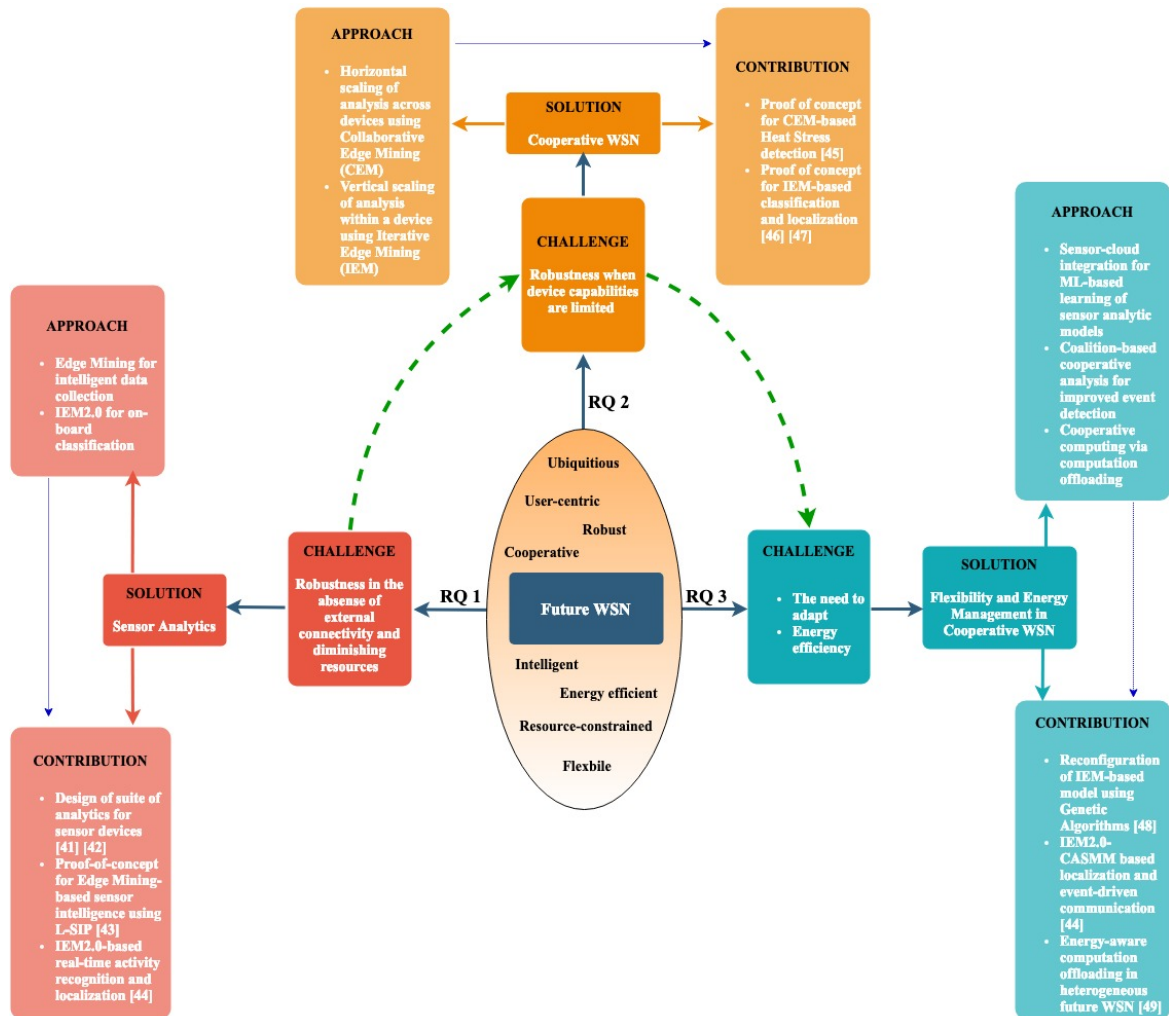 APPROACH
• Horizontal
scaling of
analysis across
devices using
Collaborative
Edge Mining
(CEM)
• Vertical scaling
of analysis
within a device
using Iterative
Edge Mining
(IEM)
SOLUTION
Cooperative WSN
CONTRIBUTION
• Proof of concept
for CEM-based
Heat Stress
detection [45]
• Proof of concept
for IEM-based
classification
and localization
[46] [47]
CHALLENGE
Robustness when
device capabilities
are limited
RQ 2
APPROACH
• Edge Mining for
intelligent data
collection
• IEM2.0 for on-
board
classification
SOLUTION
Sensor Analytics
CHALLENGE
Robustness in the
absense of
external
connectivity and
diminishing
resources
RQ 1
CONTRIBUTION
• Design of suite of
analytics for
sensor devices
[41] [42]
• Proof-of-concept
for Edge Mining-
based sensor
intelligence using
L-SIP [43]
• IEM2.0-based
real-time activity
recognition and
localization [44]
Ubiquitious
User-centric
Robust
Cooperative
Future WSN
Intelligent
Energy efficient
Resource-constrained
Flexbile
RQ 3
CHALLENGE
• The need to
adapt
• Energy
efficiency
SOLUTION
Flexibility and Energy
Management in
Cooperative WSN
APPROACH
• Sensor-cloud
integration for
ML-based
learning of
sensor analytic
models
• Coalition-based
cooperative
analysis for
improved event
detection
• Cooperative
computing via
computation
offloading
CONTRIBUTION
• Reconfiguration
of IEM-based
model using
Genetic
Algorithms [48]
• IEM2.0-
CASMM based
localization and
event-driven
communication
[44]
• Energy-aware
computation
offloading in
heterogeneous
future WSN [49]